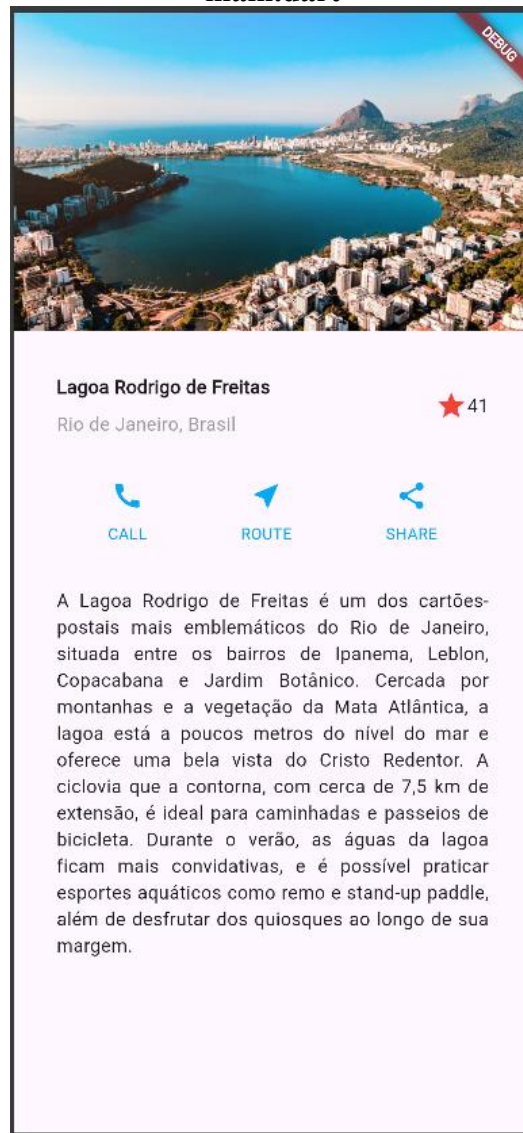 DEBUG
Lagoa Rodrigo de Freitas
Rio de Janeiro, Brasil
41
CALL ROUTE SHARE
A Lagoa Rodrigo de Freitas é um dos cartões-
postais mais emblemáticos do Rio de Janeiro,
situada entre os bairros de Ipanema, Leblon,
Copacabana e Jardim Botânico. Cercada por
montanhas e a vegetação da Mata Atlântica, a
lagoa está a poucos metros do nível do mar e
oferece uma bela vista do Cristo Redentor. A
ciclovia que a contorna, com cerca de 7,5 km de
extensão, é ideal para caminhadas e passeios de
bicicleta. Durante o verão, as águas da lagoa
ficam mais convidativas, e é possível praticar
esportes aquáticos como remo e stand-up paddle,
além de desfrutar dos quiosques ao longo de sua
margem.